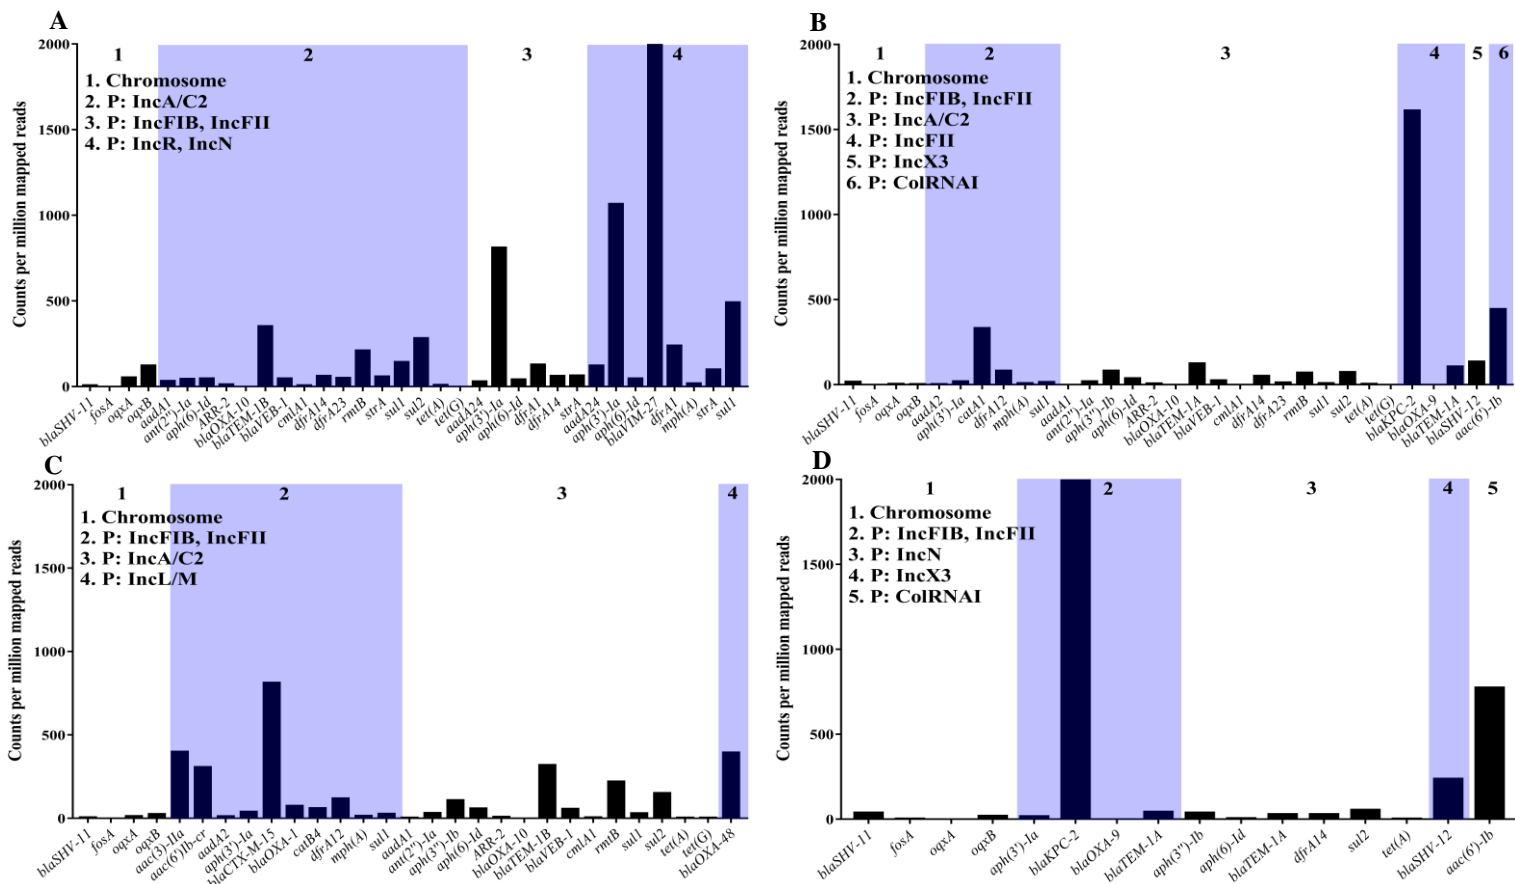 A
Counts per million mapped reads
2000
1500
1000
500
0
1 2 3 4
1. Chromosome
2. P: IncA/C2
3. P: IncFIB, IncFII
4. P: IncR, IncN
blaSHV-11 fosA oqxA oqxB aadA1 ant(2")-Ia aph(6)-Id ARR-2 blaOXA-10 blaTEM-1B blaVEB-1 cmlA1 dfrA14 dfrA23 rmtB strA sul1 sul2 tet(A) tet(G) aadA24 aph(3')-Ia aph(6)-Id dfrA1 dfrA14 strA aadA24 aph(3')-Ia aph(6)-Id blaVIM-27 dfrA1 mph(A) strA sul1
B
Counts per million mapped reads
2000
1500
1000
500
0
1 2 3 4 5 6
1. Chromosome
2. P: IncFIB, IncFII
3. P: IncA/C2
4. P: IncFII
5. P: IncX3
6. P: ColRNAI
blaSHV-11 fosA oqxA oqxB aadA2 aph(3')-Ia catA1 dfrA12 mph(A) sul1 aadA1 ant(2")-Ia aph(3")-Ib aph(6)-Id ARR-2 blaOXA-10 blaTEM-1A blaVEB-1 cmlA1 dfrA14 dfrA23 rmtB sul1 sul2 tet(A) tet(G) blaKPC-2 blaOXA-9 blaTEM-1A blaSHV-12 aac(6')-Ib
C
Counts per million mapped reads
2000
1500
1000
500
0
1 2 3 4
1. Chromosome
2. P: IncFIB, IncFII
3. P: IncA/C2
4. P: IncL/M
blaSHV-11 fosA oqxA oqxB aac(3)-IIa aac(6')Ib-cr aadA2 aph(3')-Ia blaCTX-M-15 blaOXA-1 catB4 dfrA12 mph(A) sul1 aadA1 ant(2")-Ia aph(3")-Ib aph(6)-Id ARR-2 blaOXA-10 blaTEM-1B blaVEB-1 cmlA1 rmtB sul1 sul2 tet(A) tet(G) blaOXA-48
D
Counts per million mapped reads
2000
1500
1000
500
0
1 2 3 4 5
1. Chromosome
2. P: IncFIB, IncFII
3. P: IncN
4. P: IncX3
5. P: ColRNAI
blaSHV-11 fosA oqxA oqxB aph(3')-Ia blaKPC-2 blaOXA-9 blaTEM-1A aph(3")-Ib aph(6)-Id blaTEM-1A dfrA14 sul2 tet(A) blaSHV-12 aac(6')-Ib